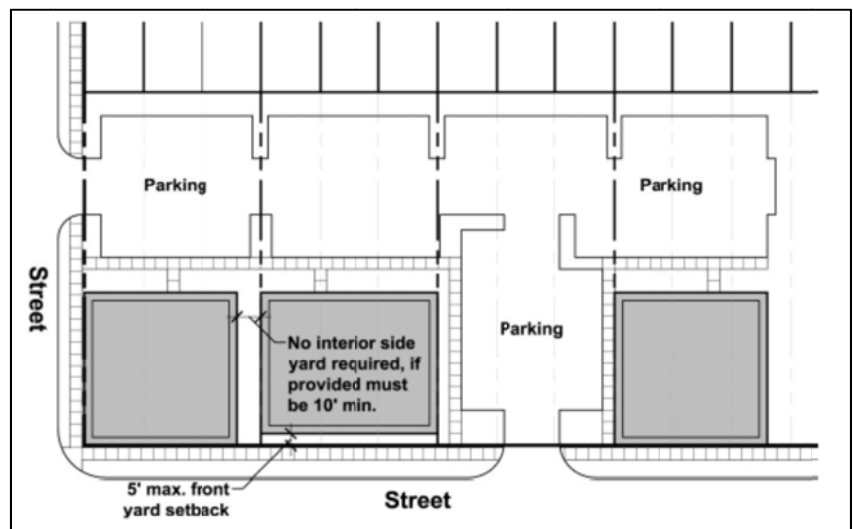 Parking
Parking
Street
No interior side
yard required, if
provided must
be 10' min.
Parking
5' max. front
yard setback
Street